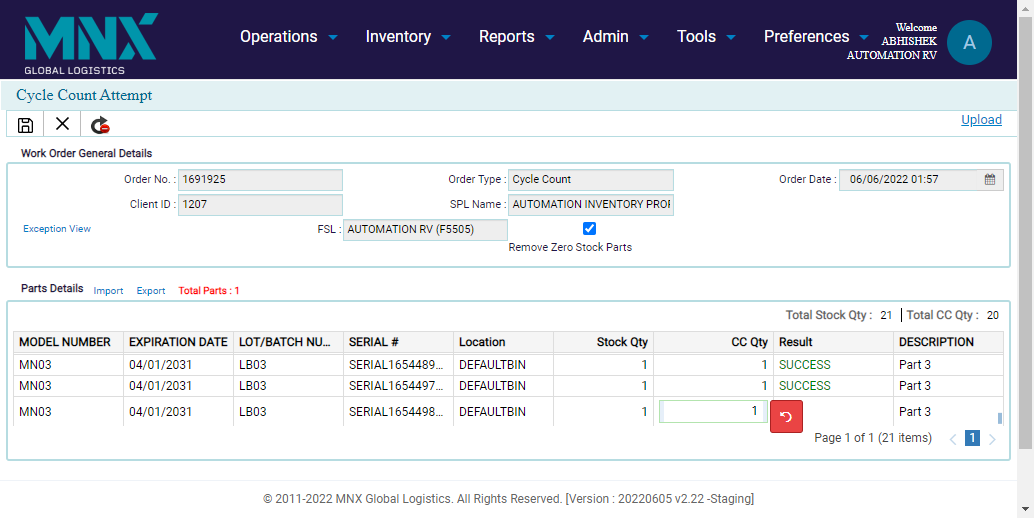 MNX
GLOBAL LOGISTICS
Operations Inventory Reports Admin Tools Preferences
Welcome
ABHISHEK
AUTOMATION RV
A
Cycle Count Attempt
Upload
Work Order General Details
Order No. : 1691925 Order Type : Cycle Count Order Date : 06/06/2022 01:57
Client ID : 1207 SPL Name : AUTOMATION INVENTORY PROF
Exception View FSL : AUTOMATION RV (F5505)
Remove Zero Stock Parts
Parts Details Import Export Total Parts : 1
Total Stock Qty : 21 Total CC Qty : 20
MODEL NUMBER EXPIRATION DATE LOT/BATCH NU... SERIAL # Location Stock Qty CC Qty Result DESCRIPTION
MN03 04/01/2031 LB03 SERIAL1654489... DEFAULTBIN 1 1 SUCCESS Part 3
MN03 04/01/2031 LB03 SERIAL1654497... DEFAULTBIN 1 1 SUCCESS Part 3
MN03 04/01/2031 LB03 SERIAL1654498... DEFAULTBIN 1 1 Part 3
Page 1 of 1 (21 items) 1
© 2011-2022 MNX Global Logistics. All Rights Reserved. [Version : 20220605 v2.22 -Staging]